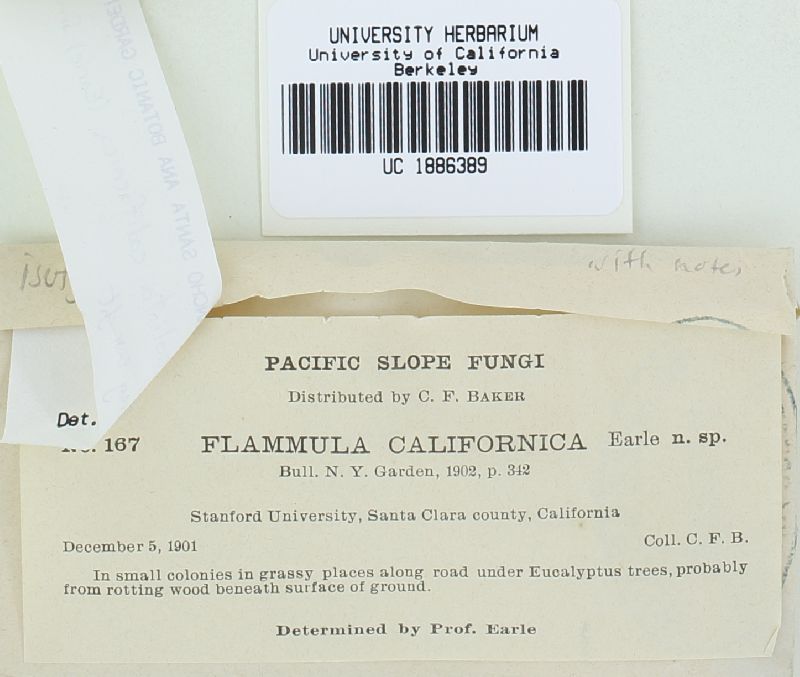 UNIVERSITY HERBARIUM
University of California
Berkeley
UC 1886389
with notes
PACIFIC SLOPE FUNGI
Distributed by C. F. BAKER
Det.
No. 167 FLAMMULA CALIFORNICA Earle n. sp.
Bull. N. Y. Garden, 1902, p. 342
Stanford University, Santa Clara county, California
December 5, 1901 Coll. C. F. B.
In small colonies in grassy places along road under Eucalyptus trees, probably
from rotting wood beneath surface of ground.
Determined by Prof. Earle